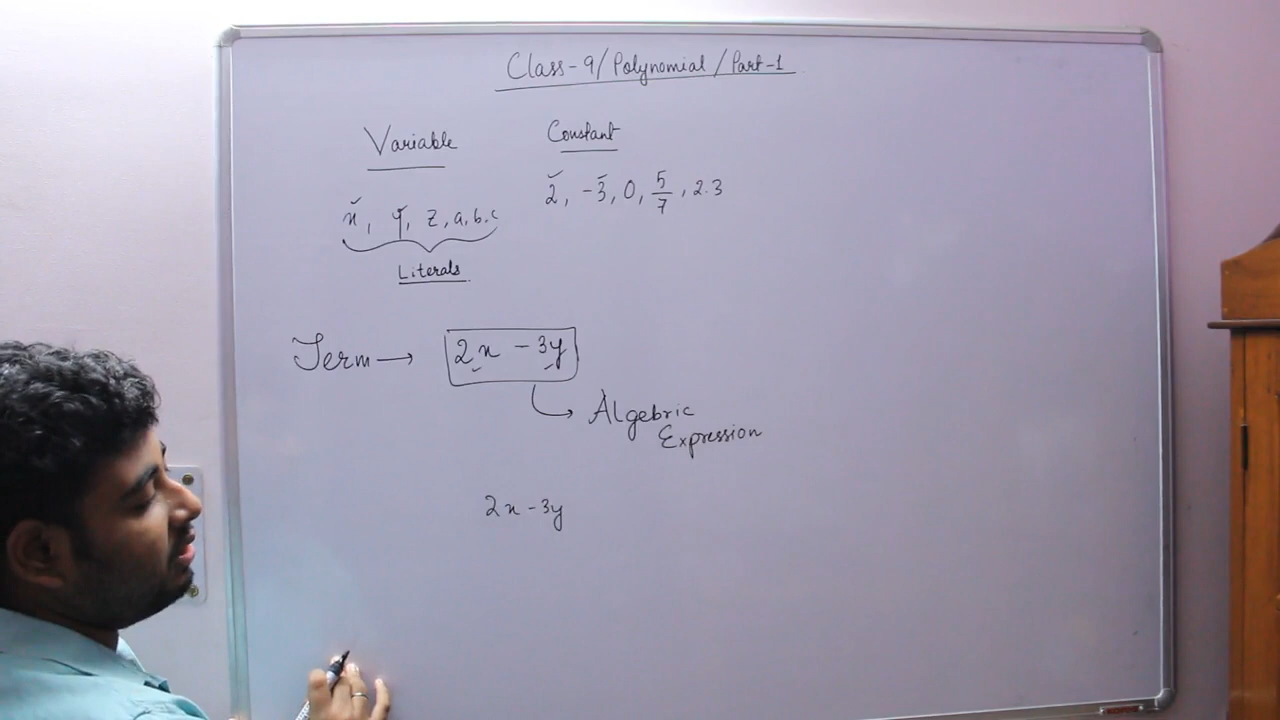 Class-9/Polynomial/Part-1
Variable
Constant
x, y, z, a, b, c
2, -3, 0, 5/7, 2.3
Literals
Term → 2x - 3y
Algebric
Expression
2x - 3y